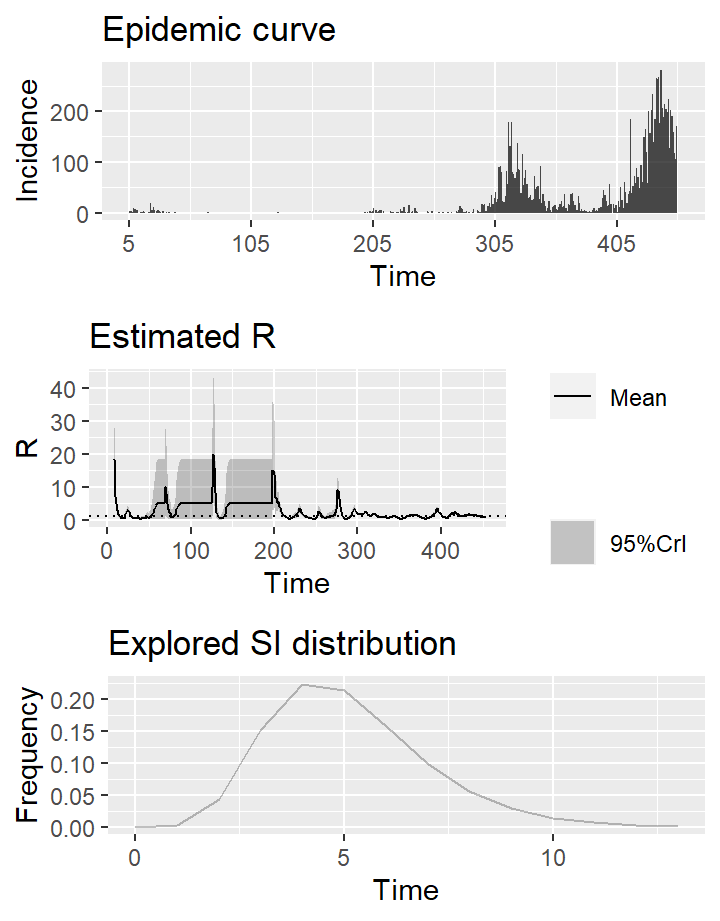 Epidemic curve
Incidence
200
100
0
5 105 205 305 405
Time
Estimated R
R
40
30
20
10
0
0 100 200 300 400
Time
Mean
95%CrI
Explored SI distribution
Frequency
0.20
0.15
0.10
0.05
0.00
0 5 10
Time